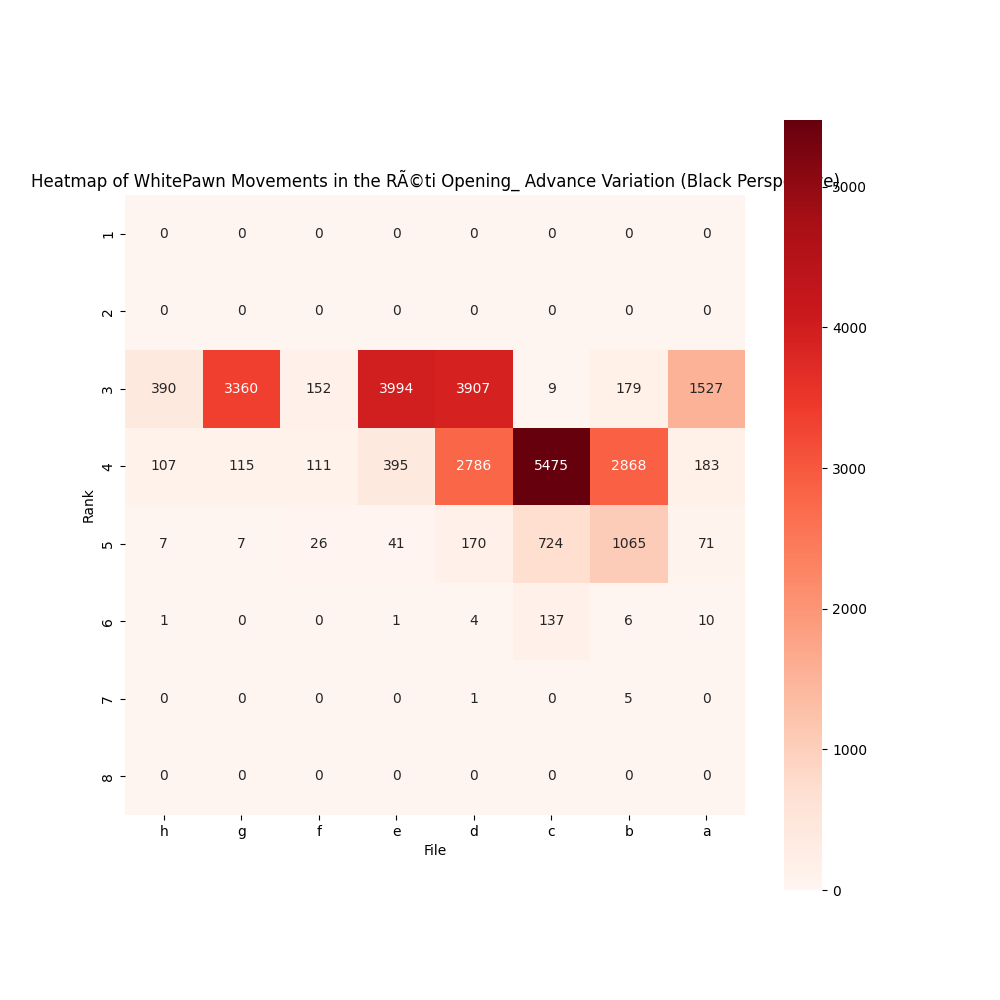 Heatmap of WhitePawn Movements in the RÃ©ti Opening_ Advance Variation (Black Persp
5000
1 0 0 0 0 0 0 0 0
2 0 0 0 0 0 0 0 0
3 390 3360 152 3994 3907 9 179 1527
4000
4 107 115 111 395 2786 5475 2868 183
3000
Rank
5 7 7 26 41 170 724 1065 71
2000
6 1 0 0 1 4 137 6 10
7 0 0 0 0 1 0 5 0
1000
8 0 0 0 0 0 0 0 0
h g f e d c b a
File
0